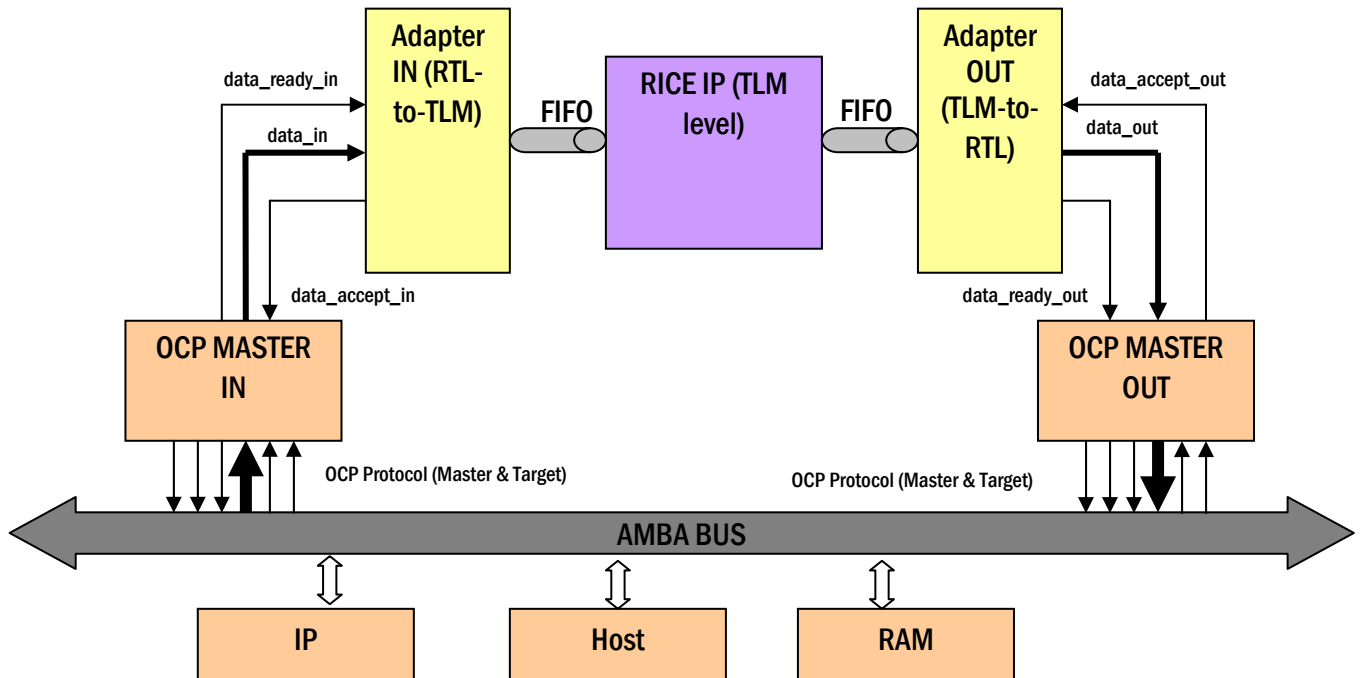 Adapter
IN (RTL-
to-TLM)
Adapter
OUT
(TLM-to-
RTL)
RICE IP (TLM
level)
data_ready_in
data_in
FIFO
FIFO
data_accept_out
data_out
data_accept_in
data_ready_out
OCP MASTER
IN
OCP MASTER
OUT
OCP Protocol (Master & Target)
OCP Protocol (Master & Target)
AMBA BUS
IP
Host
RAM